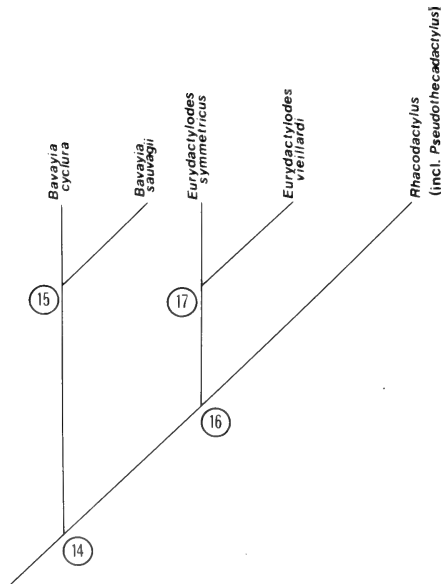 Bavayia
cyclura
Bavayia
sauvagii
Eurydactylodes
symmetricus
Eurydactylodes
vieillardi
Rhacodactylus
(incl. Pseudothecadactylus)
15
17
16
14